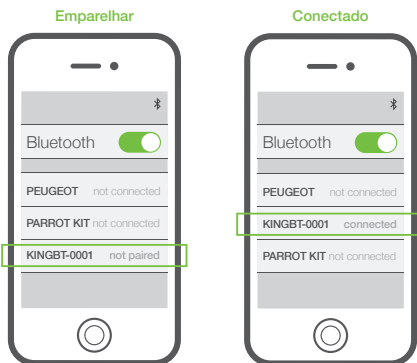 Emparelhar
Bluetooth
PEUGEOT not connected
PARROT KIT not connected
KINGBT-0001 not paired
Conectado
Bluetooth
PEUGEOT not connected
KINGBT-0001 connected
PARROT KIT not connected